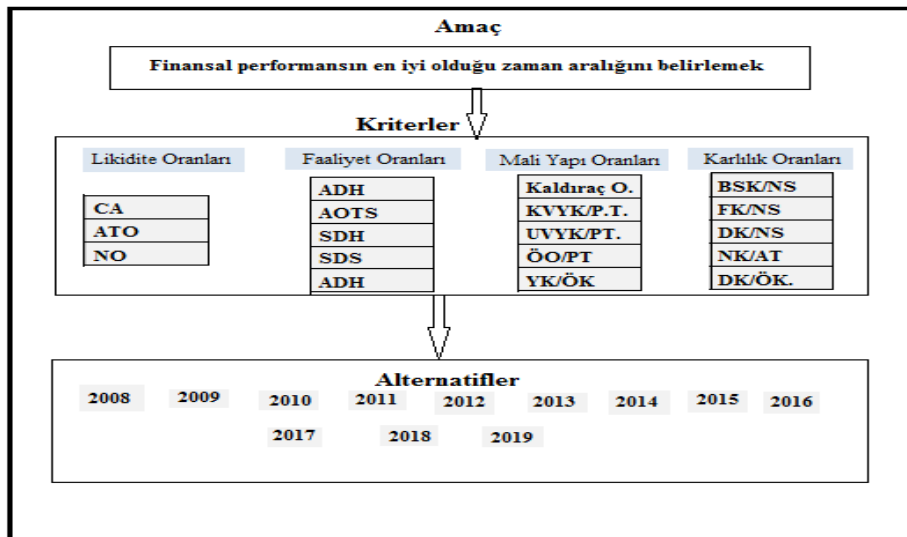 Amaç
Finansal performansın en iyi olduğu zaman aralığını belirlemek
Kriterler
Likidite Oranları
CA
ATO
NO
Faaliyet Oranları
ADH
AOTS
SDH
SDS
ADH
Mali Yapı Oranları
Kaldıraç O.
KVYK/P.T.
UVYK/PT.
ÖO/PT
YK/ÖK
Karlılık Oranları
BSK/NS
FK/NS
DK/NS
NK/AT
DK/ÖK.
Alternatifler
2008 2009 2010 2011 2012 2013 2014 2015 2016
2017 2018 2019